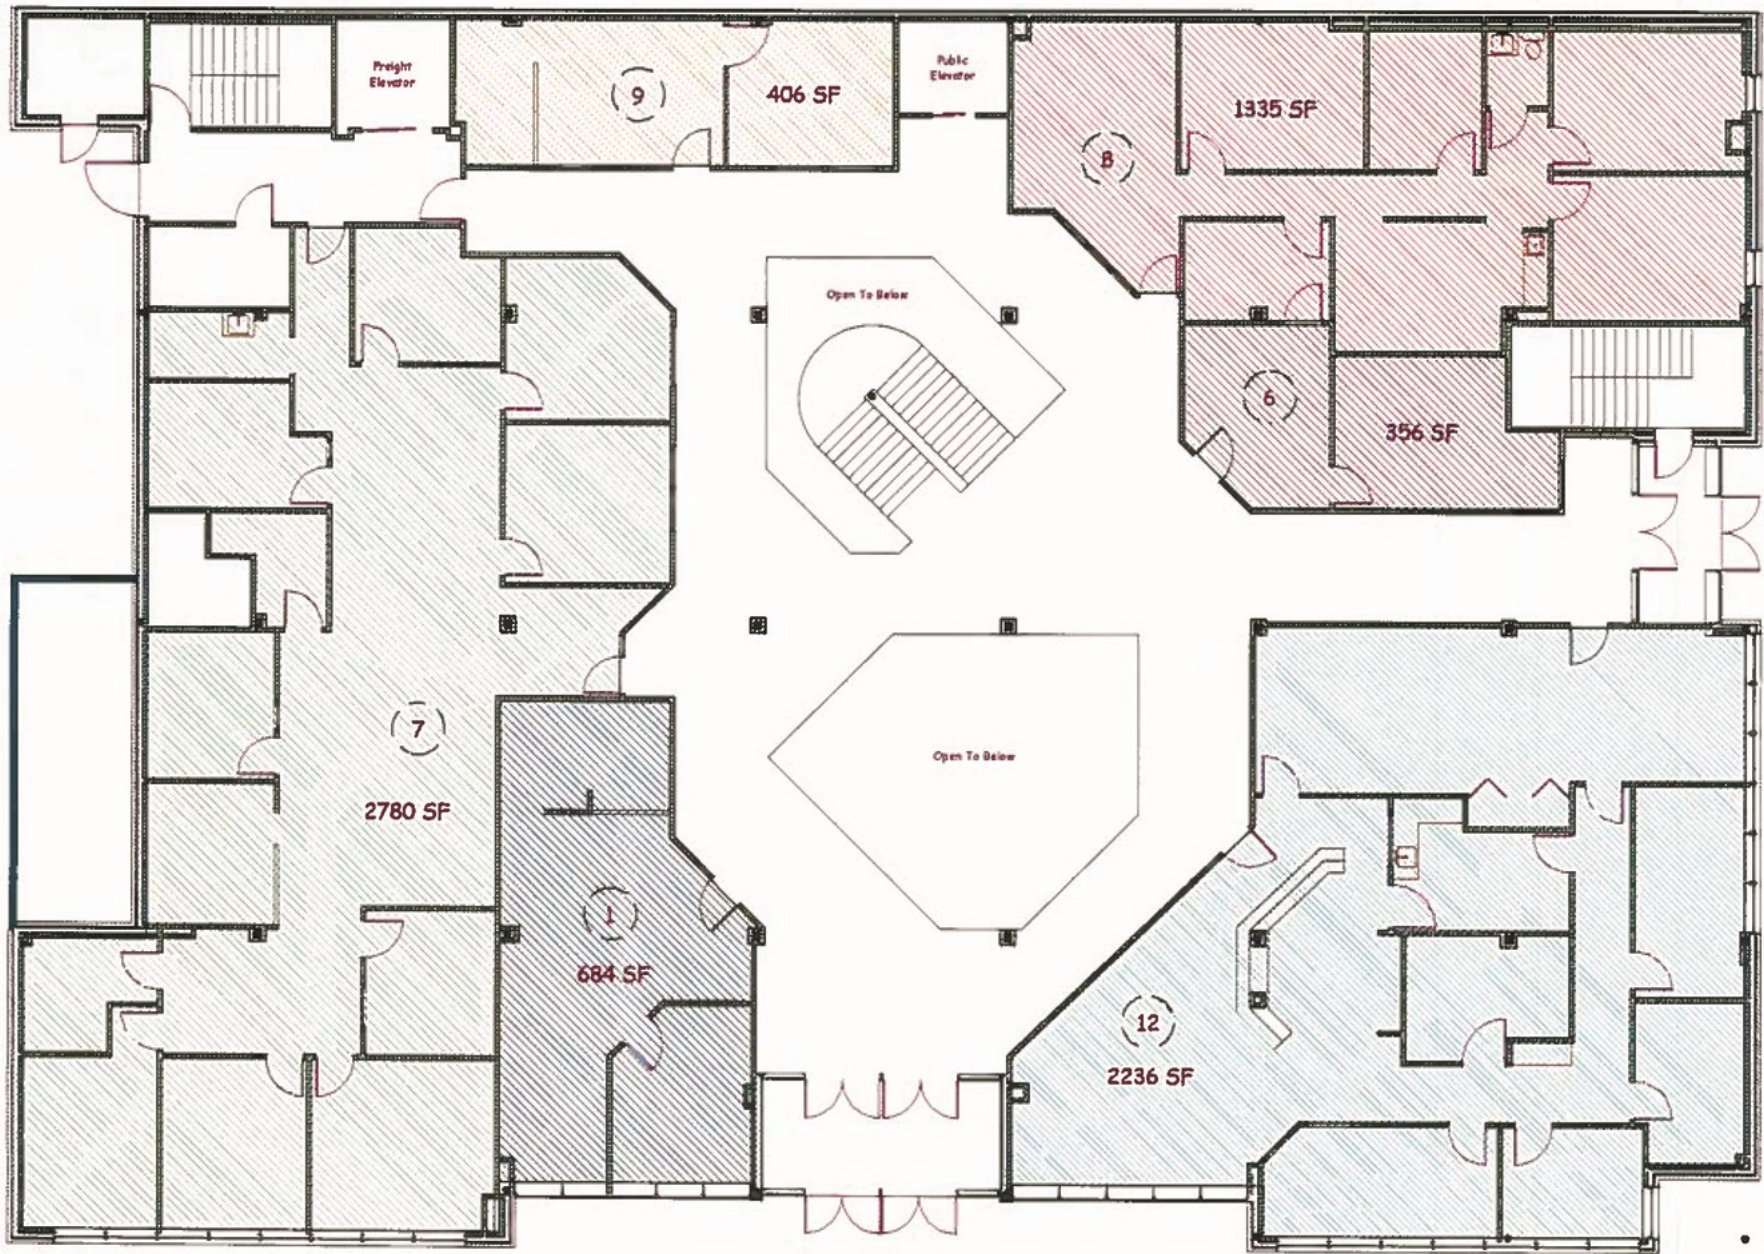 Freight
Elevator
9
406 SF
Public
Elevator
8
1335 SF
Open To Below
6
356 SF
7
2780 SF
Open To Below
1
684 SF
12
2236 SF